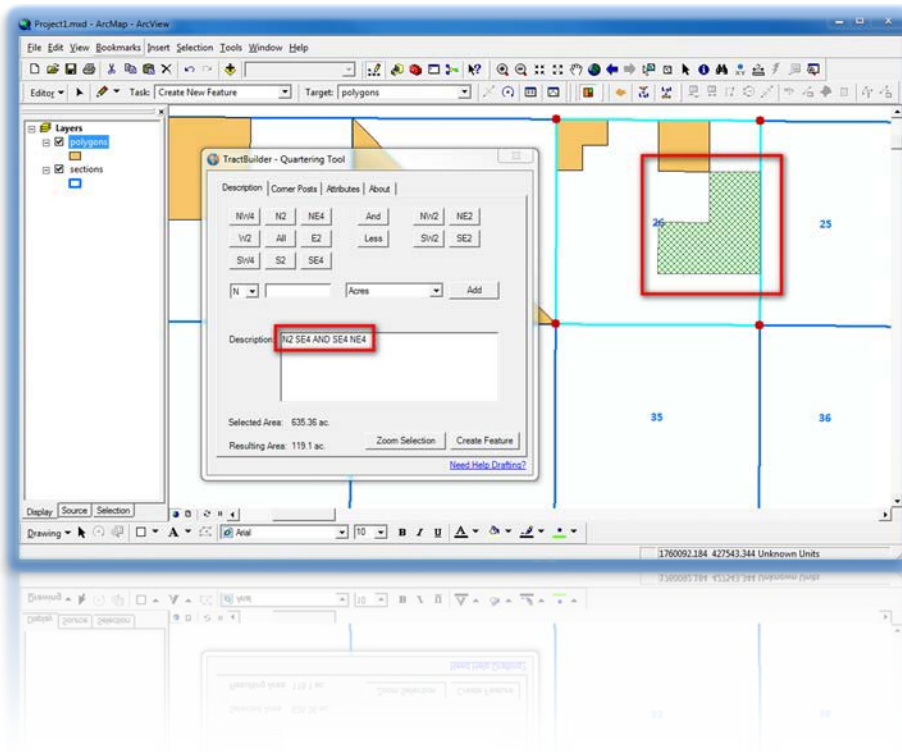 Project1.mxd - ArcMap - ArcView
File Edit View Bookmarks Insert Selection Tools Window Help
Editor Task: Create New Feature Target: polygons
Layers
polygons
sections
TractBuilder - Quartering Tool
Description Corner Posts Attributes About
NW4 N2 NE4 And NW2 NE2
W2 All E2 Less SW2 SE2
SW4 S2 SE4
N Acres Add
Description: N2 SE4 AND SE4 NE4
Selected Area: 635.36 ac.
Resulting Area: 119.1 ac. Zoom Selection Create Feature
Need Help Drafting?
26 25
35 36
Display Source Selection
Drawing A Arial 10 B I U A
1760092.184 427543.344 Unknown Units